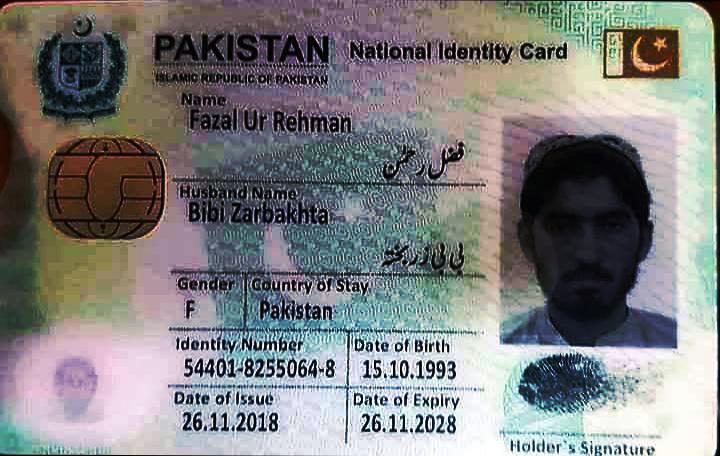 PAKISTAN National Identity Card
ISLAMIC REPUBLIC OF PAKISTAN
Name
Fazal Ur Rehman
فضل رحمٰن
Husband Name
Bibi Zarbakhta
بی بی زر بختہ
Gender Country of Stay
F Pakistan
Identity Number Date of Birth
54401-8255064-8 15.10.1993
Date of Issue Date of Expiry
26.11.2018 26.11.2028
Holder`s Signature